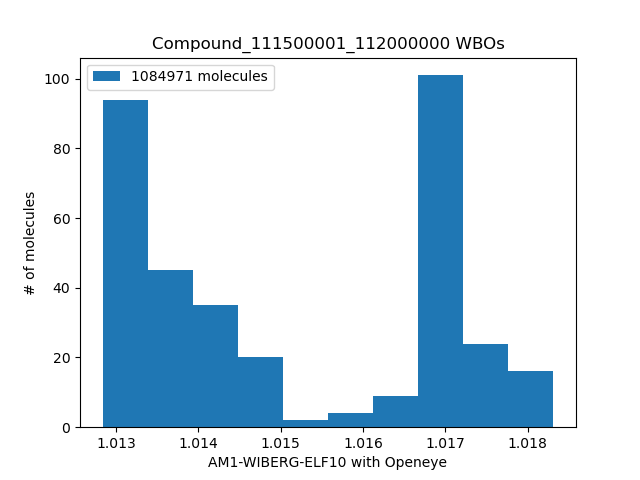 Compound_111500001_112000000 WBOs
1084971 molecules
# of molecules
100
80
60
40
20
0
1.013 1.014 1.015 1.016 1.017 1.018
AM1-WIBERG-ELF10 with Openeye